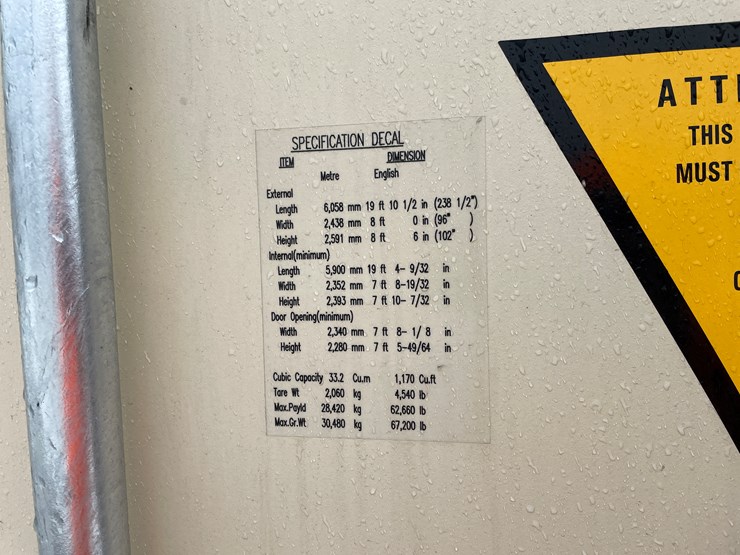 SPECIFICATION DECAL
ITEM DIMENSION
Metre English
External
Length 6,058 mm 19 ft 10 1/2 in (238 1/2")
Width 2,438 mm 8 ft 0 in (96" )
Height 2,591 mm 8 ft 6 in (102" )
Internal(minimum)
Length 5,900 mm 19 ft 4- 9/32 in
Width 2,352 mm 7 ft 8-19/32 in
Height 2,393 mm 7 ft 10- 7/32 in
Door Opening(minimum)
Width 2,340 mm 7 ft 8- 1/ 8 in
Height 2,280 mm 7 ft 5-49/64 in
Cubic Capacity 33.2 Cu.m 1,170 Cu.ft
Tare Wt 2,060 kg 4,540 lb
Max.Payld 28,420 kg 62,660 lb
Max.Gr.Wt 30,480 kg 67,200 lb
THIS
MUST